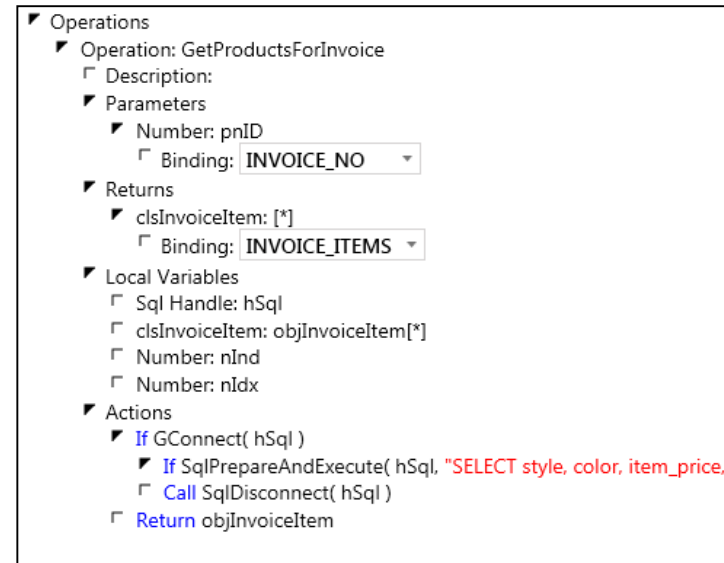 Operations
Operation: GetProductsForInvoice
Description:
Parameters
Number: pnID
Binding: INVOICE_NO
Returns
clsInvoiceItem: [*]
Binding: INVOICE_ITEMS
Local Variables
Sql Handle: hSql
clsInvoiceItem: objInvoiceItem[*]
Number: nInd
Number: nIdx
Actions
If GConnect( hSql )
If SqlPrepareAndExecute( hSql, "SELECT style, color, item_price,
Call SqlDisconnect( hSql )
Return objInvoiceItem